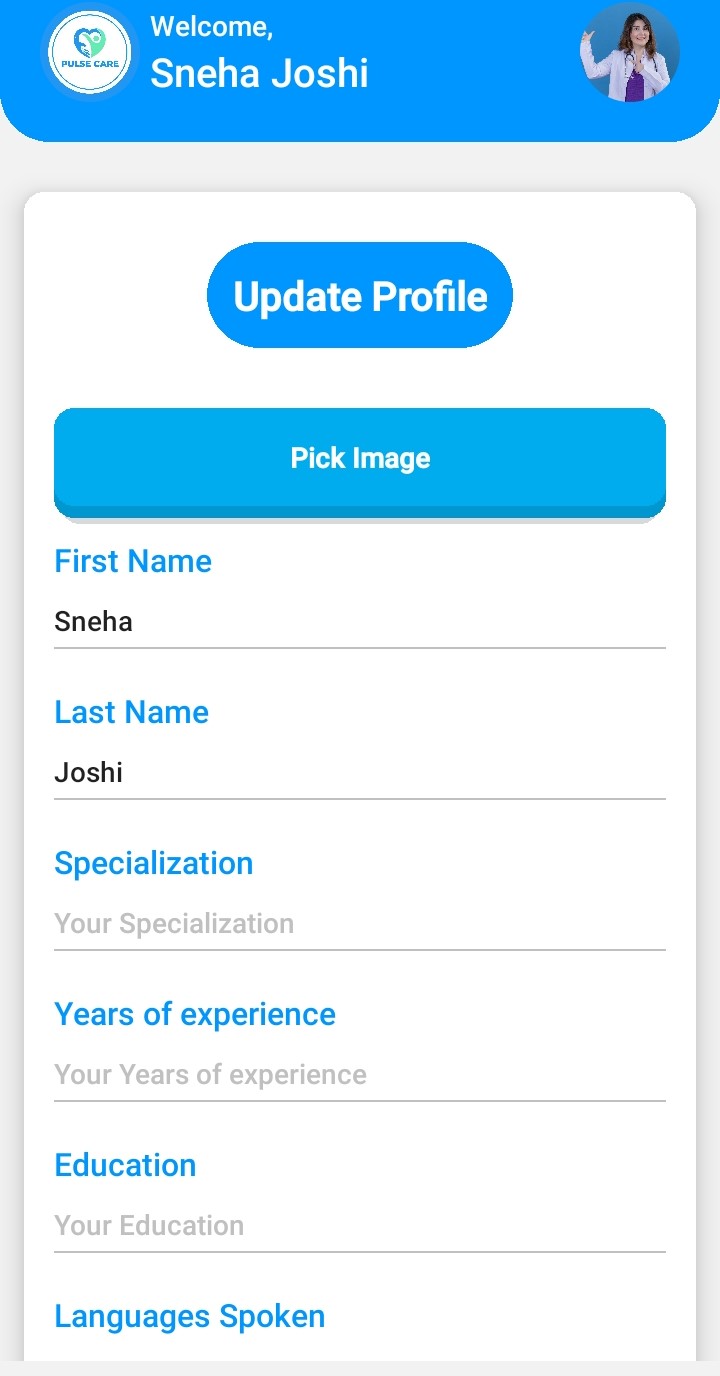 Welcome,
Sneha Joshi
PULSE CARE
Update Profile
Pick Image
First Name
Sneha
Last Name
Joshi
Specialization
Your Specialization
Years of experience
Your Years of experience
Education
Your Education
Languages Spoken